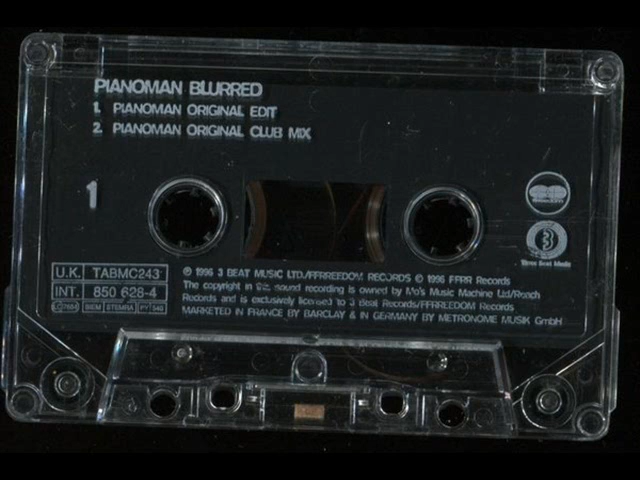 PIANOMAN BLURRED
1. PIANOMAN ORIGINAL EDIT
2. PIANOMAN ORIGINAL CLUB MIX
1
Three Beat Music
U.K. TABMC243
INT. 850 628-4
BIEM STEMRA PY 346
℗ 1996 3 BEAT MUSIC LTD./FFRREEDOM RECORDS © 1996 FFRR Records
The copyright in this sound recording is owned by Mo's Music Machine Ltd/Roach
Records and is exclusively licensed to 3 Beat Records/FFRREEDOM Records
MARKETED IN FRANCE BY BARCLAY & IN GERMANY BY METRONOME MUSIK GmbH